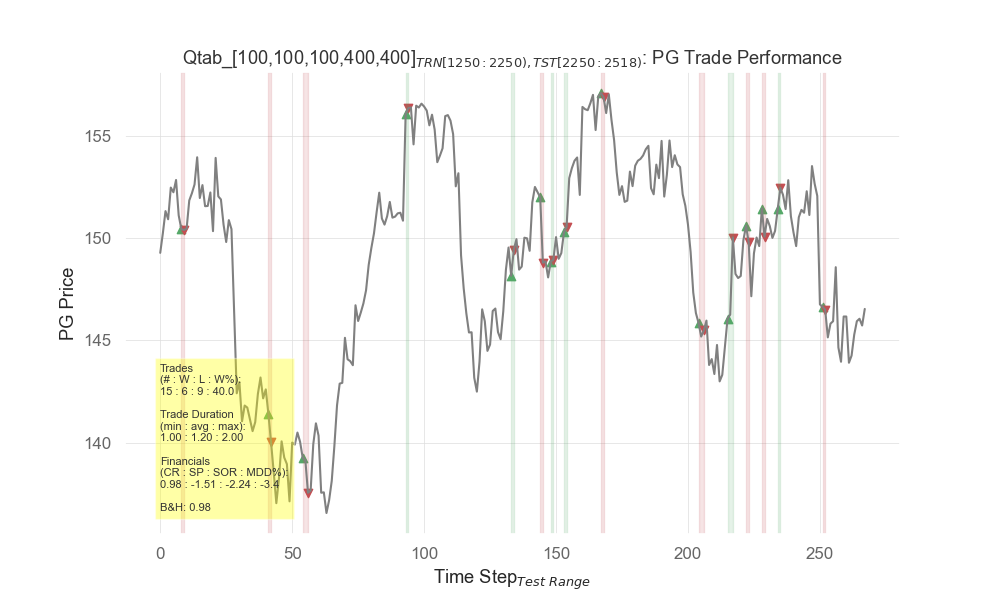 Qtab_[100,100,100,400,400]TRN[1250:2250),TST[2250:2518): PG Trade Performance
155
150
145
140
PG Price
Trades
(# : W : L : W%):
15 : 6 : 9 : 40.0
Trade Duration
(min : avg : max):
1.00 : 1.20 : 2.00
Financials
(CR : SP : SOR : MDD%):
0.98 : -1.51 : -2.24 : -3.4
B&H: 0.98
0 50 100 150 200 250
Time StepTest Range